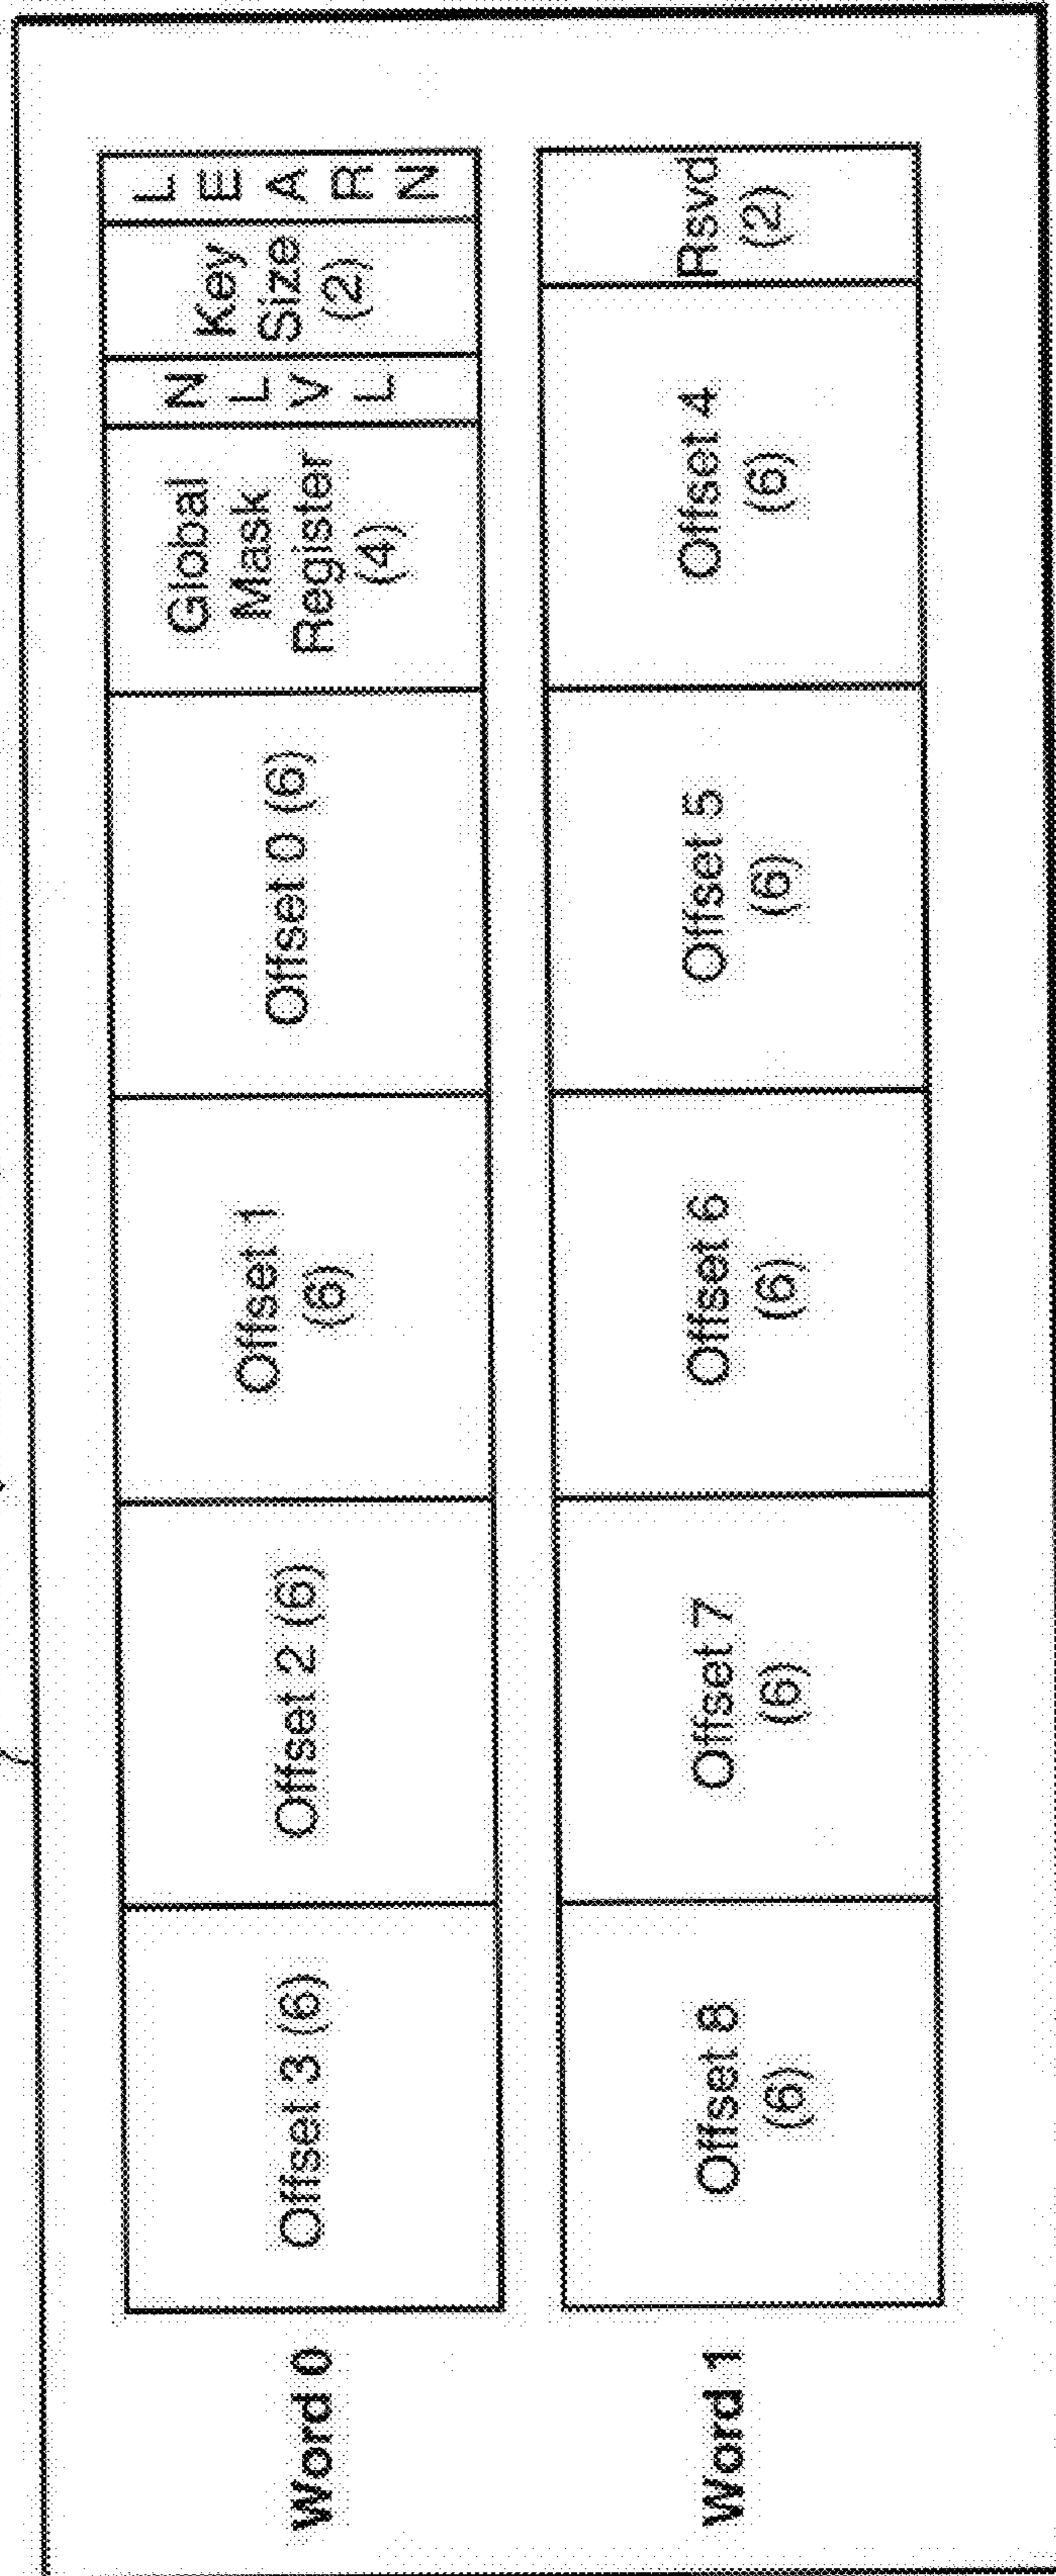 Word 0
Offset 3 (6)
Offset 2 (6)
Offset 1
(6)
Offset 0 (6)
Global
Mask
Register
(4)
N
L
V
L
Key
Size
(2)
L
E
A
R
N
Word 1
Offset 8
(6)
Offset 7
(6)
Offset 6
(6)
Offset 5
(6)
Offset 4
(6)
Rsvd
(2)